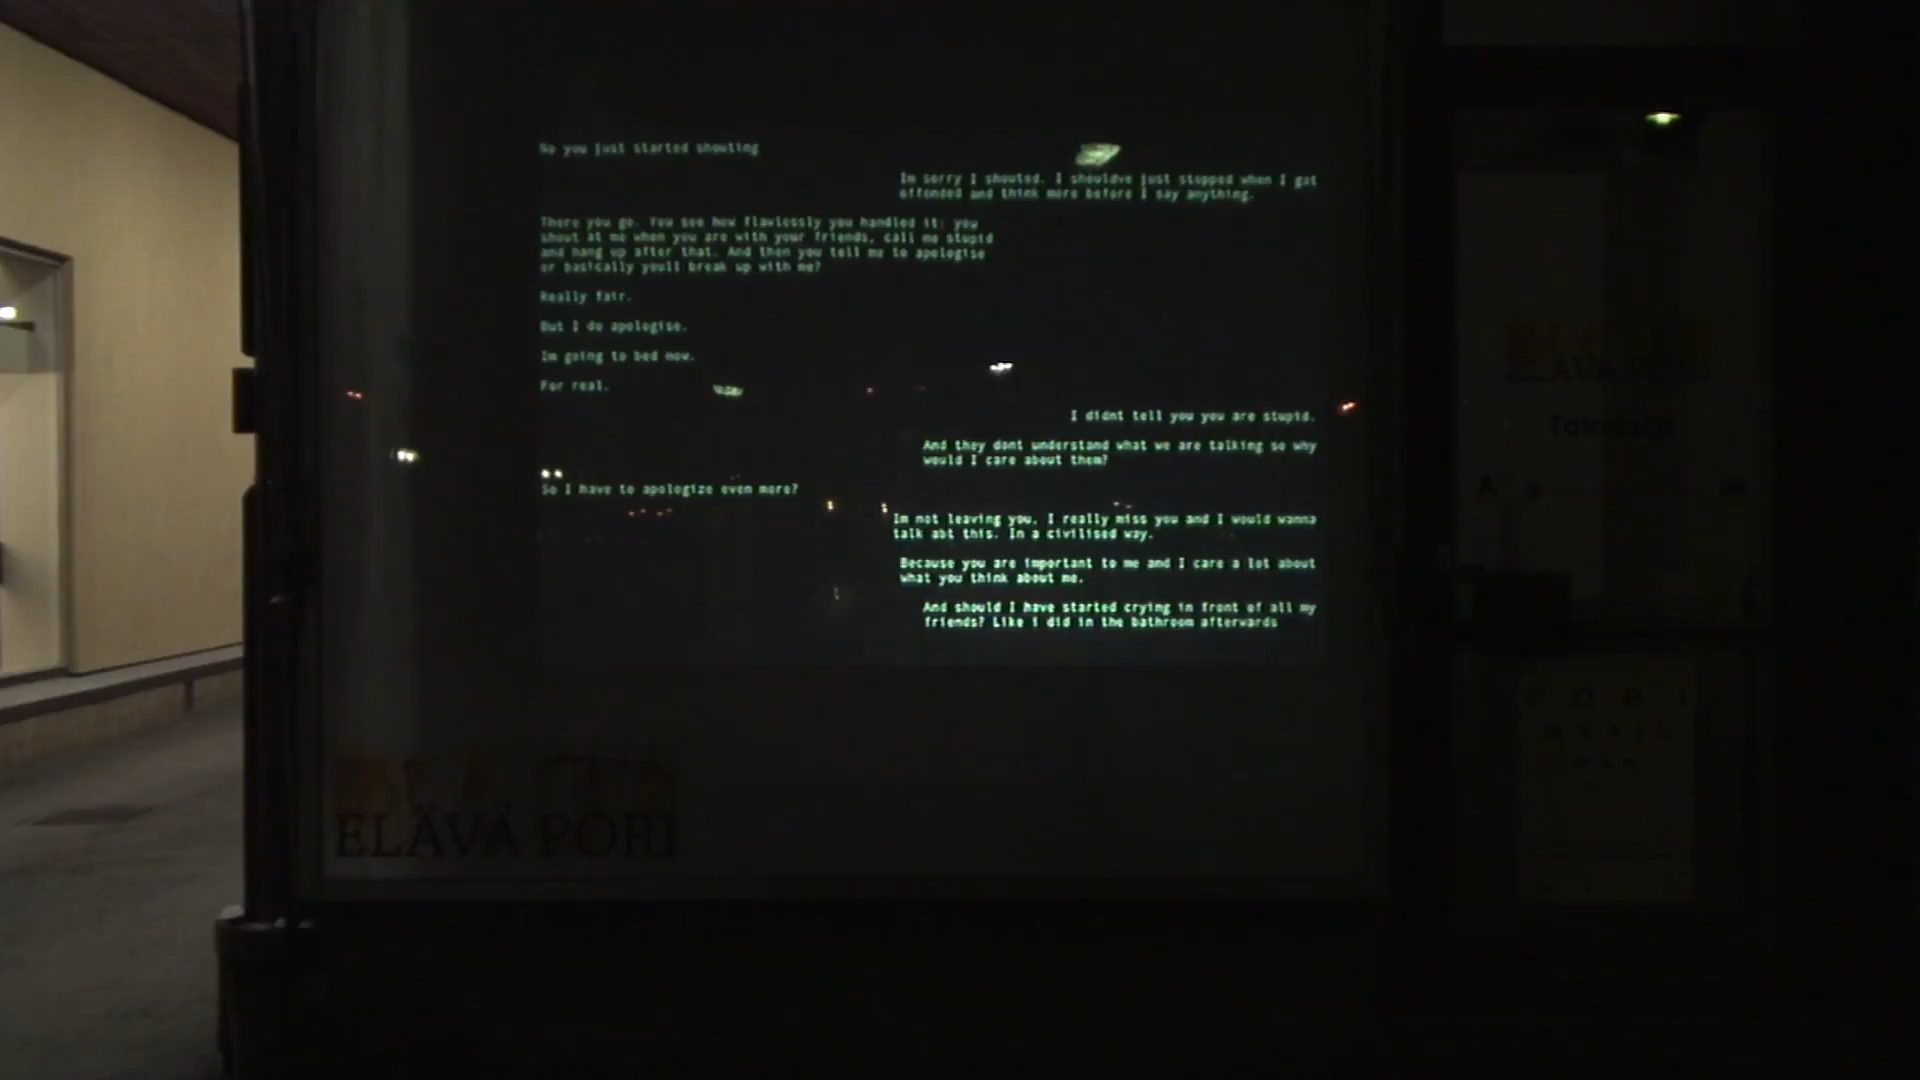 No you just started shouting
Im sorry I shouted. I shouldve just stopped when I got
offended and think more before I say anything.
There you go. You see how flawlessly you handled it: you
shout at me when you are with your friends, call me stupid
and hang up after that. And then you tell me to apologise
or basically youll break up with me?
Really fair.
But I do apologise.
Im going to bed now.
For real.
I didnt tell you you are stupid.
And they dont understand what we are talking so why
would I care about them?
So I have to apologize even more?
Im not leaving you, I really miss you and I would wanna
talk abt this. In a civilised way.
Because you are important to me and I care a lot about
what you think about me.
And should I have started crying in front of all my
friends? Like i did in the bathroom afterwards
ELÄVÄ PORI
ELÄVÄ PORI
Toimisto
PORI